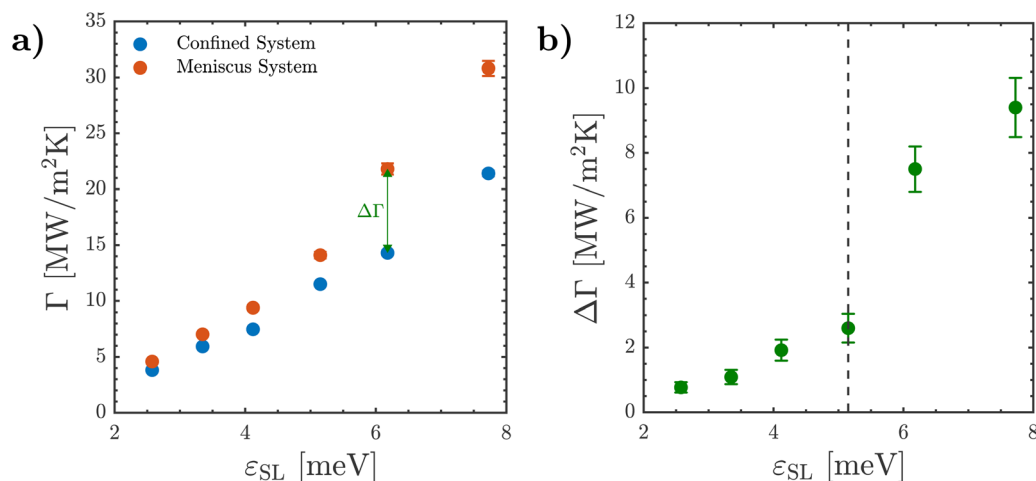 a)
Confined System
Meniscus System
ΔΓ
Γ [MW/m²K]
35
30
25
20
15
10
5
0
2
4
6
8
ε_SL [meV]
b)
ΔΓ [MW/m²K]
12
10
8
6
4
2
0
2
4
6
8
ε_SL [meV]